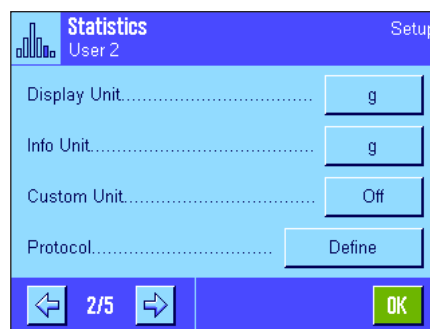 Statistics
Setup
User 2
Display Unit.................................... g
Info Unit.......................................... g
Custom Unit.................................... Off
Protocol.............................. Define
2/5
OK